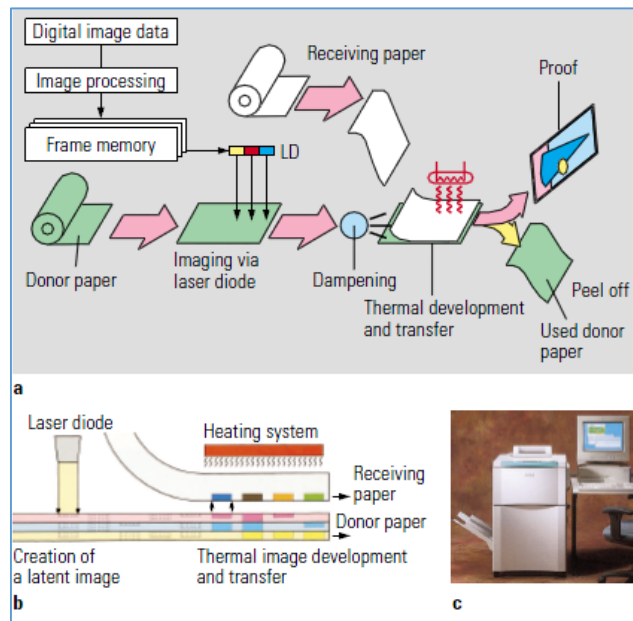 Digital image data
Receiving paper
Proof
Image processing
Frame memory
LD
Donor paper
Imaging via
laser diode
Dampening
Thermal development
and transfer
Peel off
Used donor
paper
a
Laser diode
Heating system
Receiving
paper
Donor paper
Creation of
a latent image
Thermal image development
and transfer
b
c